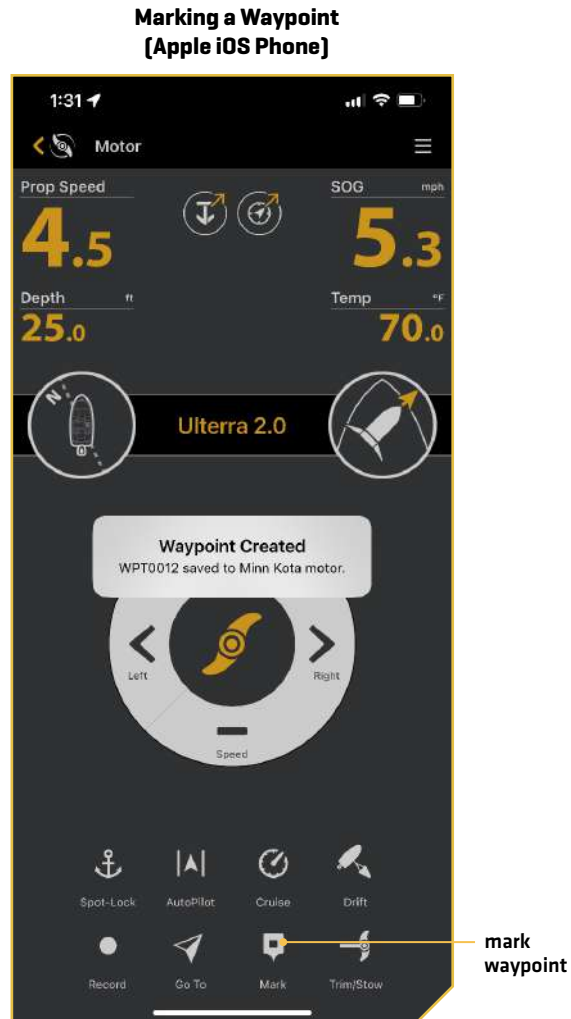 Marking a Waypoint
(Apple iOS Phone)
1:31
Motor
Prop Speed
4.5
SOG mph
5.3
Depth ft
25.0
Temp °F
70.0
N
Ulterra 2.0
Waypoint Created
WPT0012 saved to Minn Kota motor.
Left
Right
Speed
Spot-Lock AutoPilot Cruise Drift
Record Go To Mark Trim/Stow
mark
waypoint